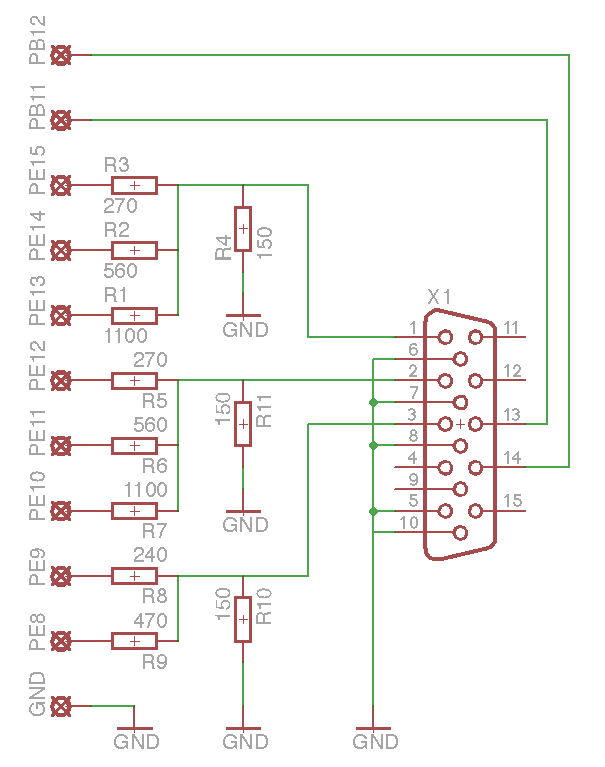 PB12
PB11
PE15
R3
270
PE14
R2
560
R4
150
PE13
R1
1100
GND
X1
1
11
6
PE12
270
R5
2
12
7
150
R11
PE11
560
R6
3
13
8
4
14
9
PE10
1100
R7
GND
5
15
10
PE9
240
R8
150
R10
PE8
470
R9
GND
GND
GND
GND